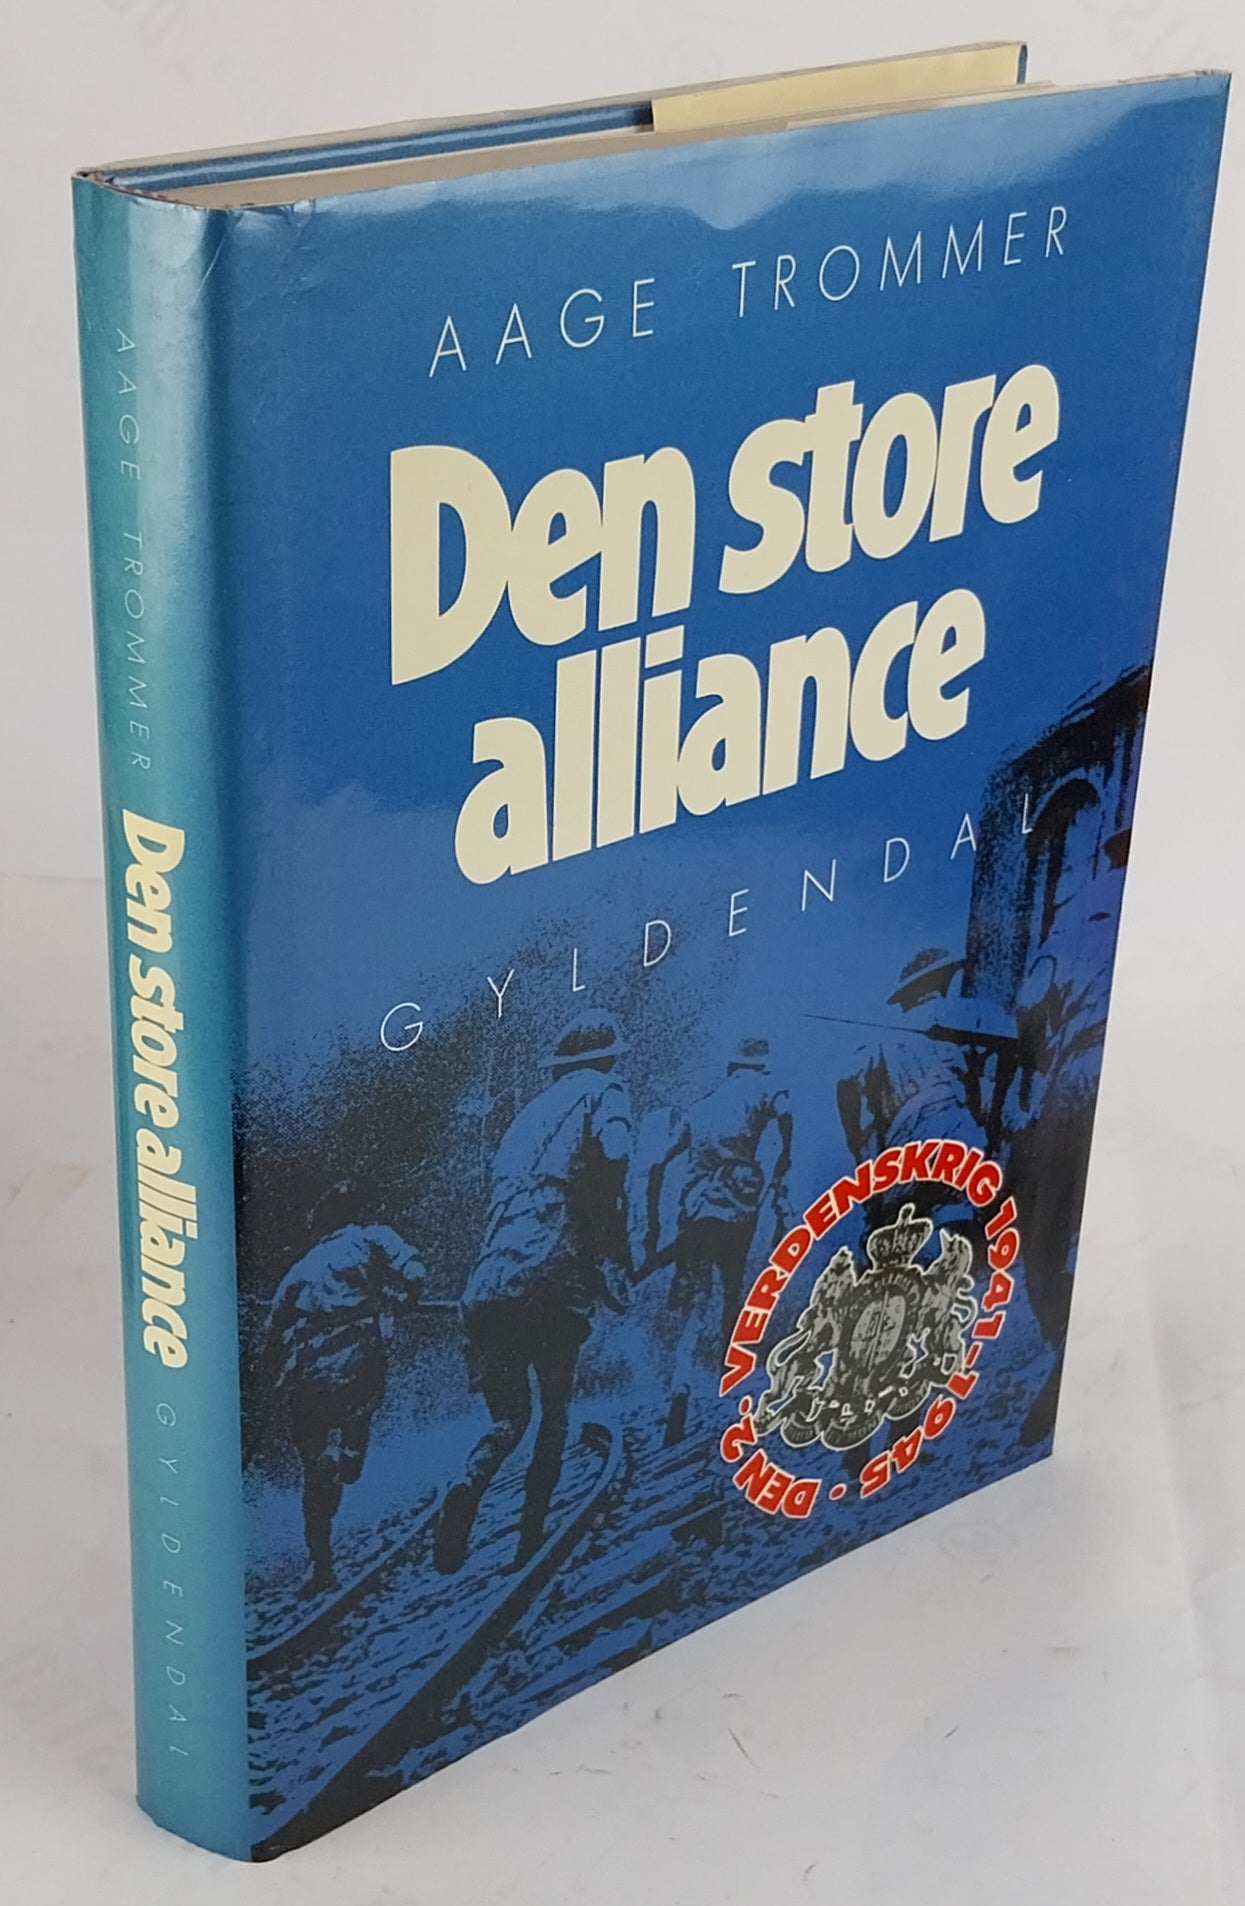 AAGE TROMMER
Den store
alliance
GYLDENDAL
DEN 2. VERDENSKRIG 1941-1945 •
AAGE TROMMER Den store alliance GYLDENDAL